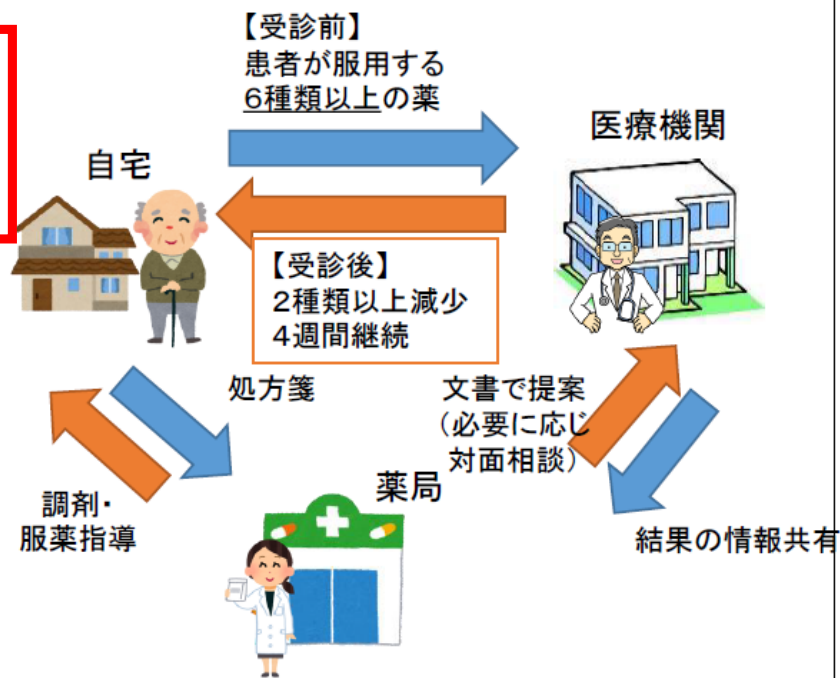 【受診前】
患者が服用する
6種類以上の薬
医療機関
自宅
【受診後】
2種類以上減少
4週間継続
処方箋
文書で提案
（必要に応じ
対面相談）
薬局
調剤・
服薬指導
結果の情報共有